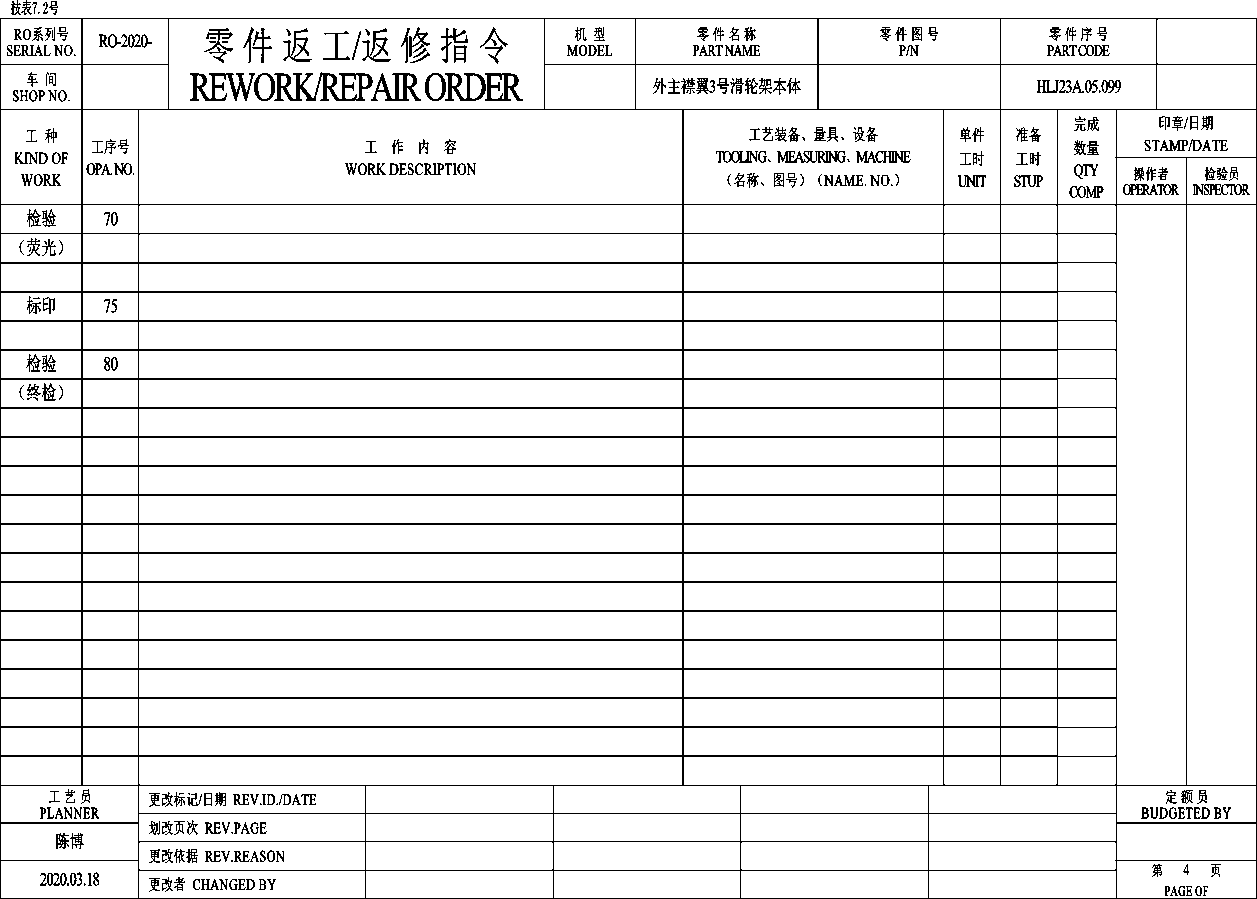 技表7.2号
RO系列号
SERIAL NO.
RO-2020-
零件返工/返修指令
REWORK/REPAIR ORDER
机 型
MODEL
零件名称
PART NAME
零件图号
P/N
零件序号
PART CODE
车 间
SHOP NO.
外主襟翼3号滑轮架本体
HLJ23A.05.099
工 种
KIND OF
WORK
工序号
OPA. NO.
工 作 内 容
WORK DESCRIPTION
工艺装备、量具、设备
TOOLING、MEASURING、MACHINE
（名称、图号）（NAME. NO.）
单件
工时
UNIT
准备
工时
STUP
完成
数量
QTY
COMP
印章/日期
STAMP/DATE
操作者
OPERATOR
检验员
INSPECTOR
检验 70
（荧光）
标印 75
检验 80
（终检）
工艺员
PLANNER
陈博
2020.03.18
更改标记/日期 REV.ID./DATE
划改页次 REV.PAGE
更改依据 REV.REASON
更改者 CHANGED BY
定额员
BUDGETED BY
第 4 页
PAGE OF